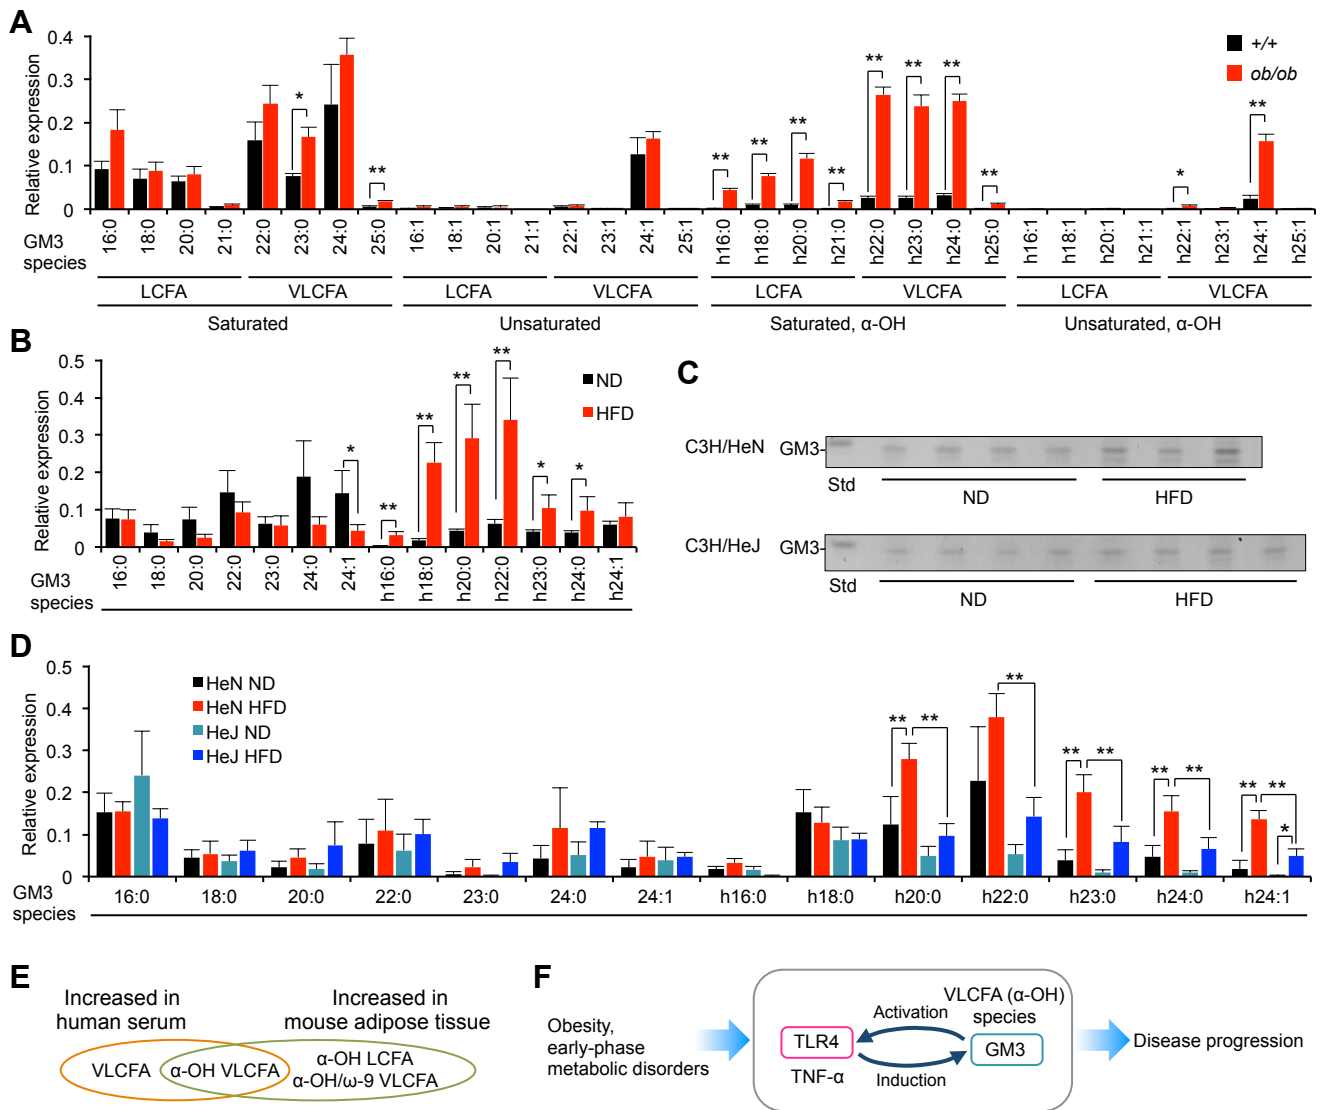 A
Relative expression
0.4
0.3
0.2
0.1
0
+/+
ob/ob
* ** ** ** ** ** ** ** ** ** * **
GM3
species
16:0 18:0 20:0 21:0 22:0 23:0 24:0 25:0 16:1 18:1 20:1 21:1 22:1 23:1 24:1 25:1 h16:0 h18:0 h20:0 h21:0 h22:0 h23:0 h24:0 h25:0 h16:1 h18:1 h20:1 h21:1 h22:1 h23:1 h24:1 h25:1
LCFA VLCFA LCFA VLCFA LCFA VLCFA LCFA VLCFA
Saturated Unsaturated Saturated, α-OH Unsaturated, α-OH
B
Relative expression
0.5
0.4
0.3
0.2
0.1
0
ND
HFD
* ** ** ** ** * *
GM3
species
16:0 18:0 20:0 22:0 23:0 24:0 24:1 h16:0 h18:0 h20:0 h22:0 h23:0 h24:0 h24:1
C
C3H/HeN GM3-
Std ND HFD
C3H/HeJ GM3-
Std ND HFD
D
Relative expression
0.5
0.4
0.3
0.2
0.1
0
HeN ND
HeN HFD
HeJ ND
HeJ HFD
** ** ** ** ** ** ** ** ** *
GM3
species
16:0 18:0 20:0 22:0 23:0 24:0 24:1 h16:0 h18:0 h20:0 h22:0 h23:0 h24:0 h24:1
E
Increased in
human serum
Increased in
mouse adipose tissue
VLCFA
α-OH VLCFA
α-OH LCFA
α-OH/ω-9 VLCFA
F
Obesity,
early-phase
metabolic disorders
VLCFA (α-OH)
species
Activation
TLR4
GM3
TNF-α
Induction
Disease progression